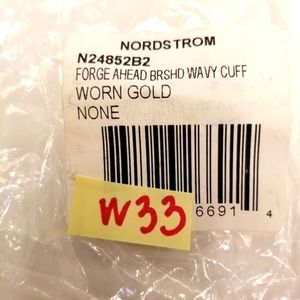 NORDSTROM
N24852B2
FORGE AHEAD BRSHD WAVY CUFF
WORN GOLD
NONE
W33
6691 4